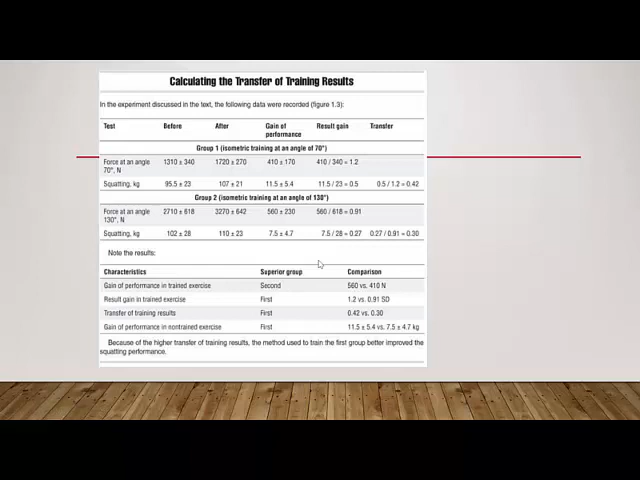 Calculating the Transfer of Training Results
In the experiment discussed in the text, the following data were recorded (figure 1.3):
Test Before After Gain of performance Result gain Transfer
Group 1 (isometric training at an angle of 70°)
Force at an angle 70°, N 1310 ± 340 1720 ± 270 410 ± 170 410 / 340 = 1.2
Squatting, kg 95.5 ± 23 107 ± 21 11.5 ± 5.4 11.5 / 23 = 0.5 0.5 / 1.2 = 0.42
Group 2 (isometric training at an angle of 130°)
Force at an angle 130°, N 2710 ± 618 3270 ± 642 560 ± 230 560 / 618 = 0.91
Squatting, kg 102 ± 28 110 ± 23 7.5 ± 4.7 7.5 / 28 = 0.27 0.27 / 0.91 = 0.30
Note the results:
Characteristics Superior group Comparison
Gain of performance in trained exercise Second 560 vs. 410 N
Result gain in trained exercise First 1.2 vs. 0.91 SD
Transfer of training results First 0.42 vs. 0.30
Gain of performance in nontrained exercise First 11.5 ± 5.4 vs. 7.5 ± 4.7 kg
Because of the higher transfer of training results, the method used to train the first group better improved the
squatting performance.